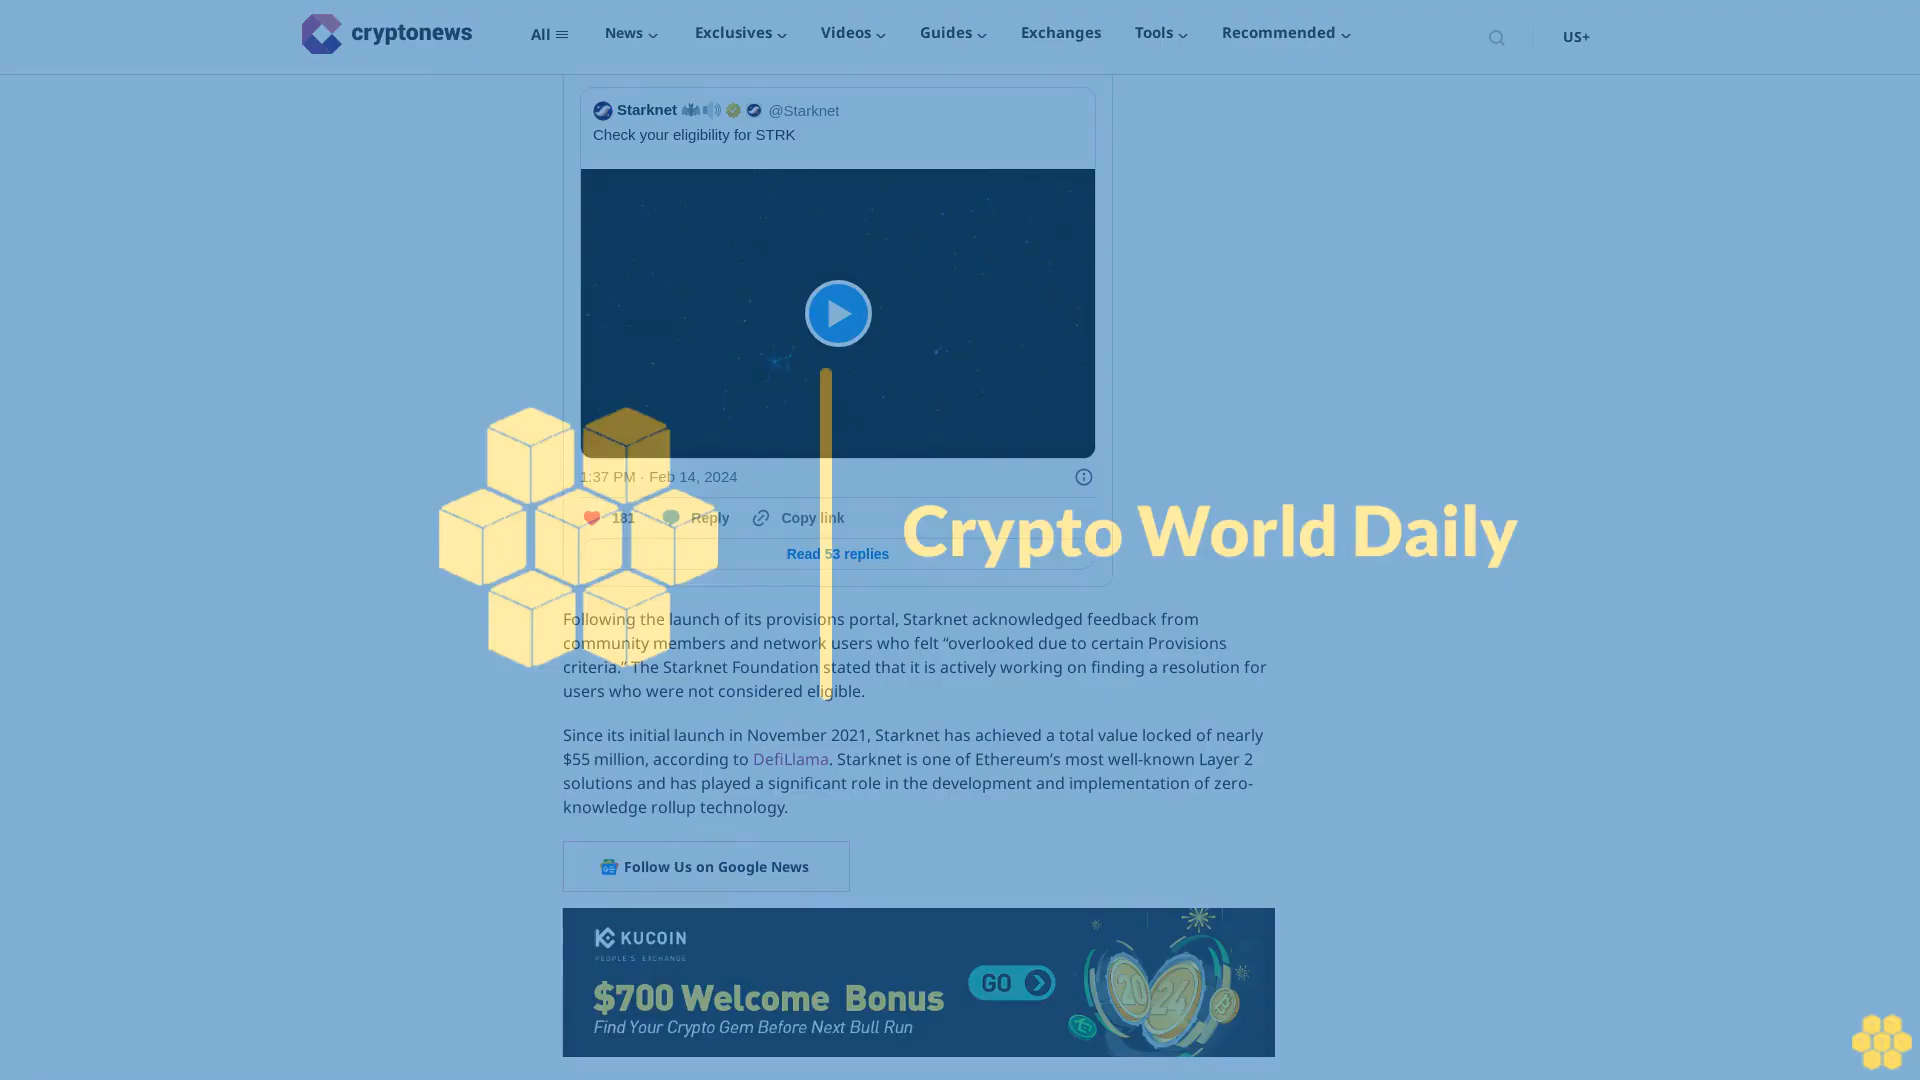 cryptonews
All
News
Exclusives
Videos
Guides
Exchanges
Tools
Recommended
US+
Starknet @Starknet
Check your eligibility for STRK
1:37 PM · Feb 14, 2024
181 Reply Copy link
Read 53 replies
Crypto World Daily
Following the launch of its provisions portal, Starknet acknowledged feedback from
community members and network users who felt “overlooked due to certain Provisions
criteria.” The Starknet Foundation stated that it is actively working on finding a resolution for
users who were not considered eligible.
Since its initial launch in November 2021, Starknet has achieved a total value locked of nearly
$55 million, according to DefiLlama. Starknet is one of Ethereum’s most well-known Layer 2
solutions and has played a significant role in the development and implementation of zero-
knowledge rollup technology.
Follow Us on Google News
KUCOIN
PEOPLE'S EXCHANGE
$700 Welcome Bonus
Find Your Crypto Gem Before Next Bull Run
GO
20
24